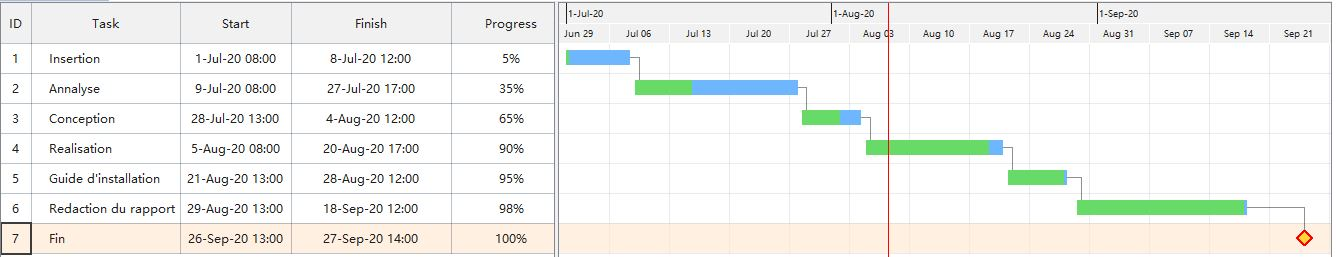 ID Task Start Finish Progress
1 Insertion 1-Jul-20 08:00 8-Jul-20 12:00 5%
2 Annalyse 9-Jul-20 08:00 27-Jul-20 17:00 35%
3 Conception 28-Jul-20 13:00 4-Aug-20 12:00 65%
4 Realisation 5-Aug-20 08:00 20-Aug-20 17:00 90%
5 Guide d'installation 21-Aug-20 13:00 28-Aug-20 12:00 95%
6 Redaction du rapport 29-Aug-20 13:00 18-Sep-20 12:00 98%
7 Fin 26-Sep-20 13:00 27-Sep-20 14:00 100%
1-Jul-20 1-Aug-20 1-Sep-20
Jun 29 Jul 06 Jul 13 Jul 20 Jul 27 Aug 03 Aug 10 Aug 17 Aug 24 Aug 31 Sep 07 Sep 14 Sep 21